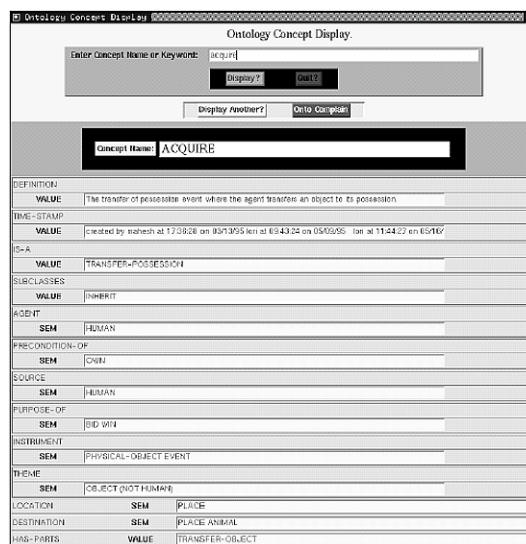 Ontology Concept Display
Ontology Concept Display.
Enter Concept Name or Keyword: acquire
Display? Quit?
Display Another? Onto Complain
Concept Name: ACQUIRE
DEFINITION
VALUE The transfer of possession event where the agent transfers an object to its possession.
TIME-STAMP
VALUE created by mahesh at 17:36:28 on 03/13/95 lori at 09:43:24 on 05/09/95 lori at 11:44:27 on 05/16/
IS-A
VALUE TRANSFER-POSSESSION
SUBCLASSES
VALUE INHERIT
AGENT
SEM HUMAN
PRECONDITION-OF
SEM OWN
SOURCE
SEM HUMAN
PURPOSE-OF
SEM BID WIN
INSTRUMENT
SEM PHYSICAL-OBJECT EVENT
THEME
SEM OBJECT (NOT HUMAN)
LOCATION SEM PLACE
DESTINATION SEM PLACE ANIMAL
HAS-PARTS VALUE TRANSFER-OBJECT